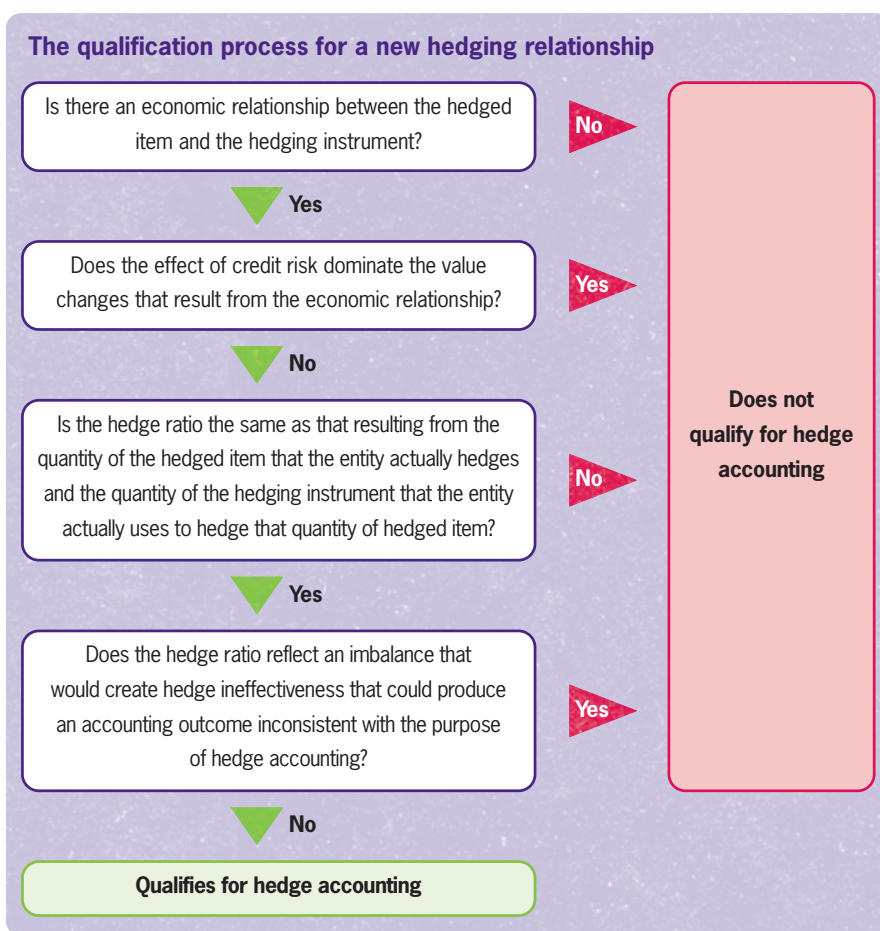 The qualification process for a new hedging relationship
Is there an economic relationship between the hedged
item and the hedging instrument?
No
Yes
Does the effect of credit risk dominate the value
changes that result from the economic relationship?
Yes
No
Is the hedge ratio the same as that resulting from the
quantity of the hedged item that the entity actually hedges
and the quantity of the hedging instrument that the entity
actually uses to hedge that quantity of hedged item?
No
Yes
Does the hedge ratio reflect an imbalance that
would create hedge ineffectiveness that could produce
an accounting outcome inconsistent with the purpose
of hedge accounting?
Yes
No
Qualifies for hedge accounting
Does not
qualify for hedge
accounting